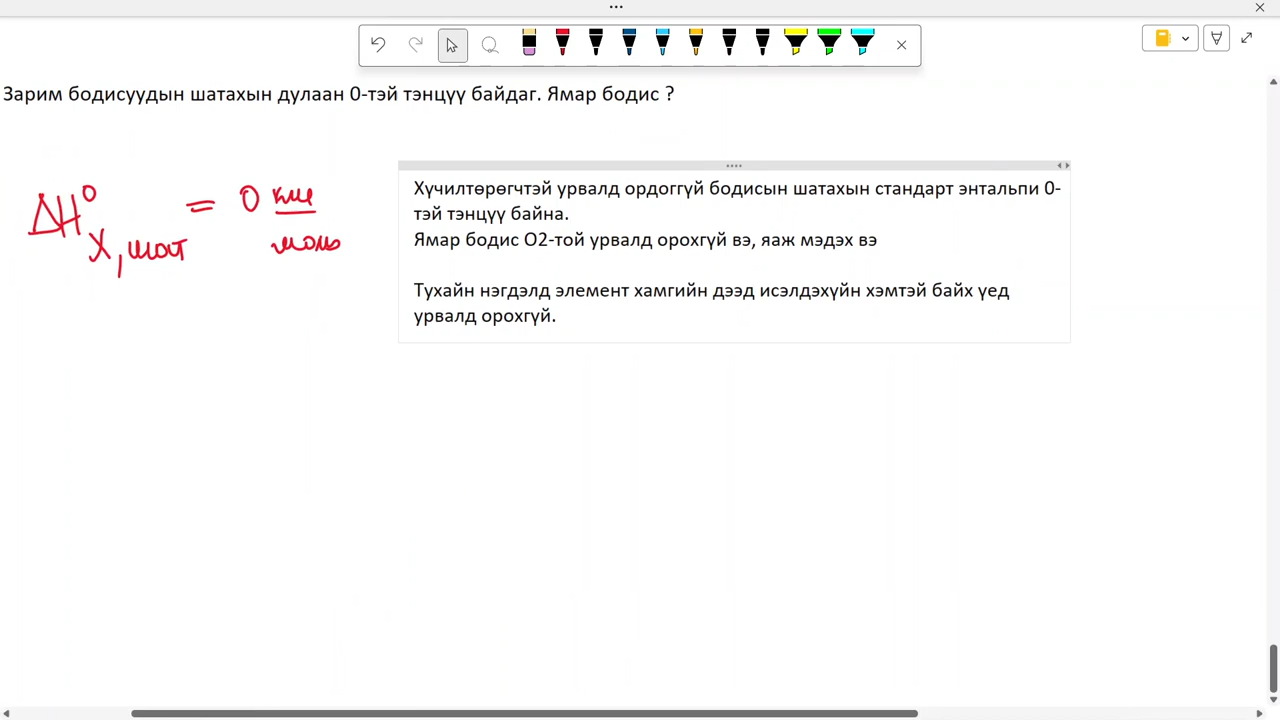 Зарим бодисуудын шатахын дулаан 0-тэй тэнцүү байдаг. Ямар бодис ?
ΔH⁰ X, шат = 0 кЖ/моль
Хүчилтөрөгчтэй урвалд ордоггүй бодисын шатахын стандарт энтальпи 0-
тэй тэнцүү байна.
Ямар бодис О2-той урвалд орохгүй вэ, яаж мэдэх вэ
Тухайн нэгдэлд элемент хамгийн дээд исэлдэхүйн хэмтэй байх үед
урвалд орохгүй.